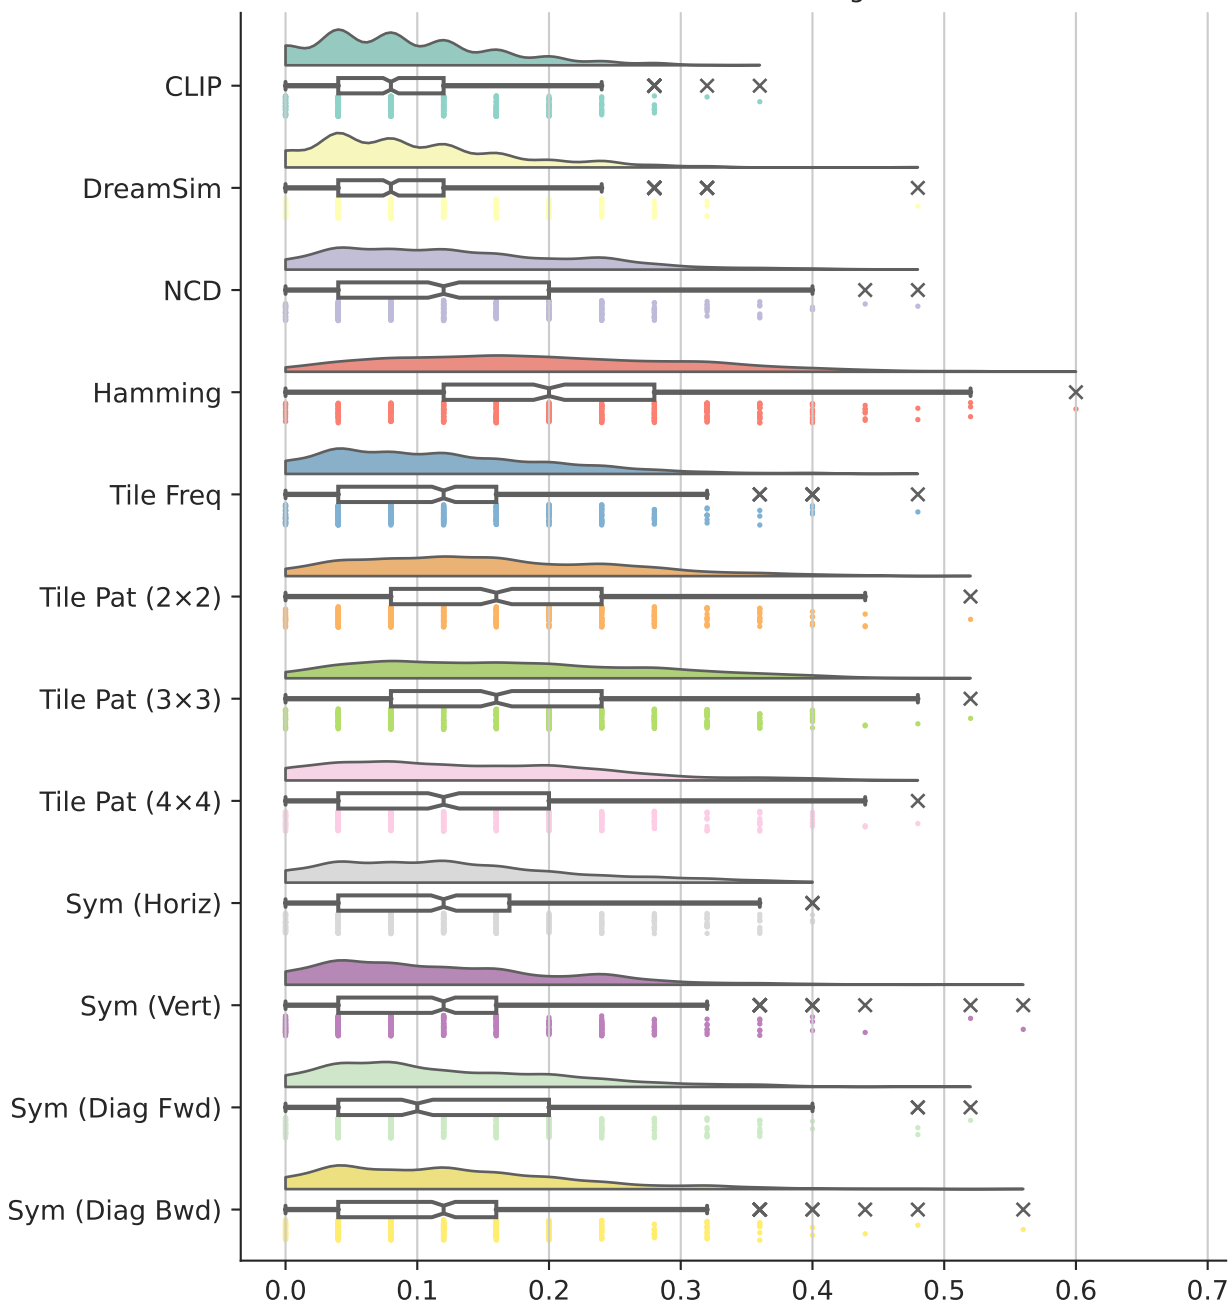 CLIP
DreamSim
NCD
Hamming
Tile Freq
Tile Pat (2×2)
Tile Pat (3×3)
Tile Pat (4×4)
Sym (Horiz)
Sym (Vert)
Sym (Diag Fwd)
Sym (Diag Bwd)
0.0 0.1 0.2 0.3 0.4 0.5 0.6 0.7